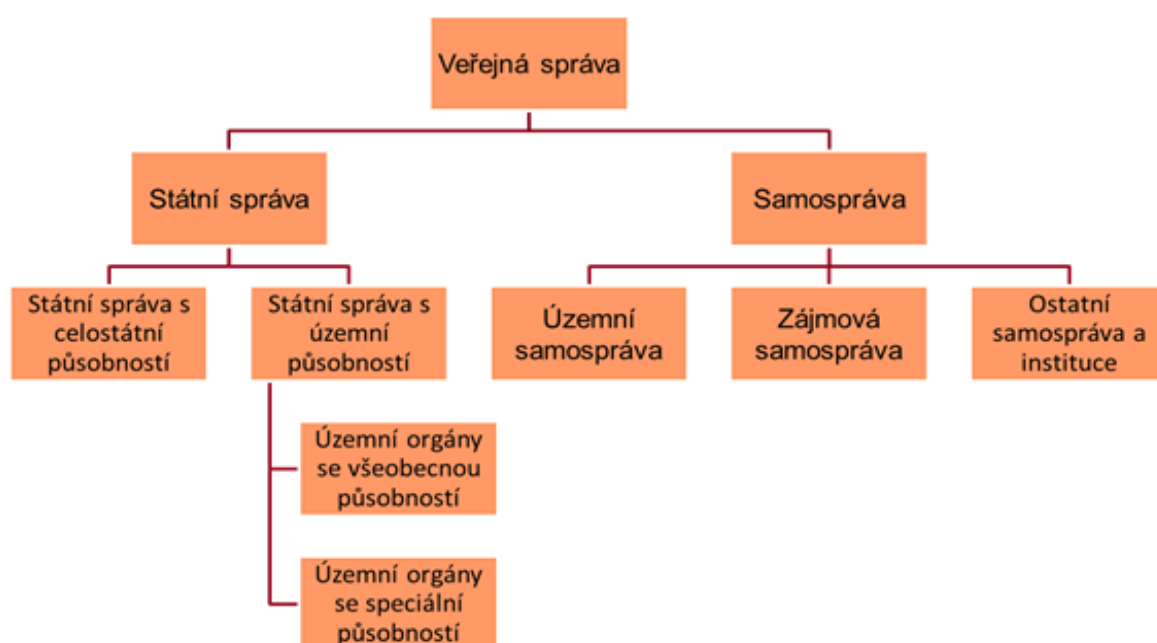 Veřejná správa
Státní správa
Samospráva
Státní správa s
celostátní
působností
Státní správa s
územní
působností
Územní
samospráva
Zájmová
samospráva
Ostatní
samospráva a
instituce
Územní orgány
se všeobecnou
působností
Územní orgány
se speciální
působností